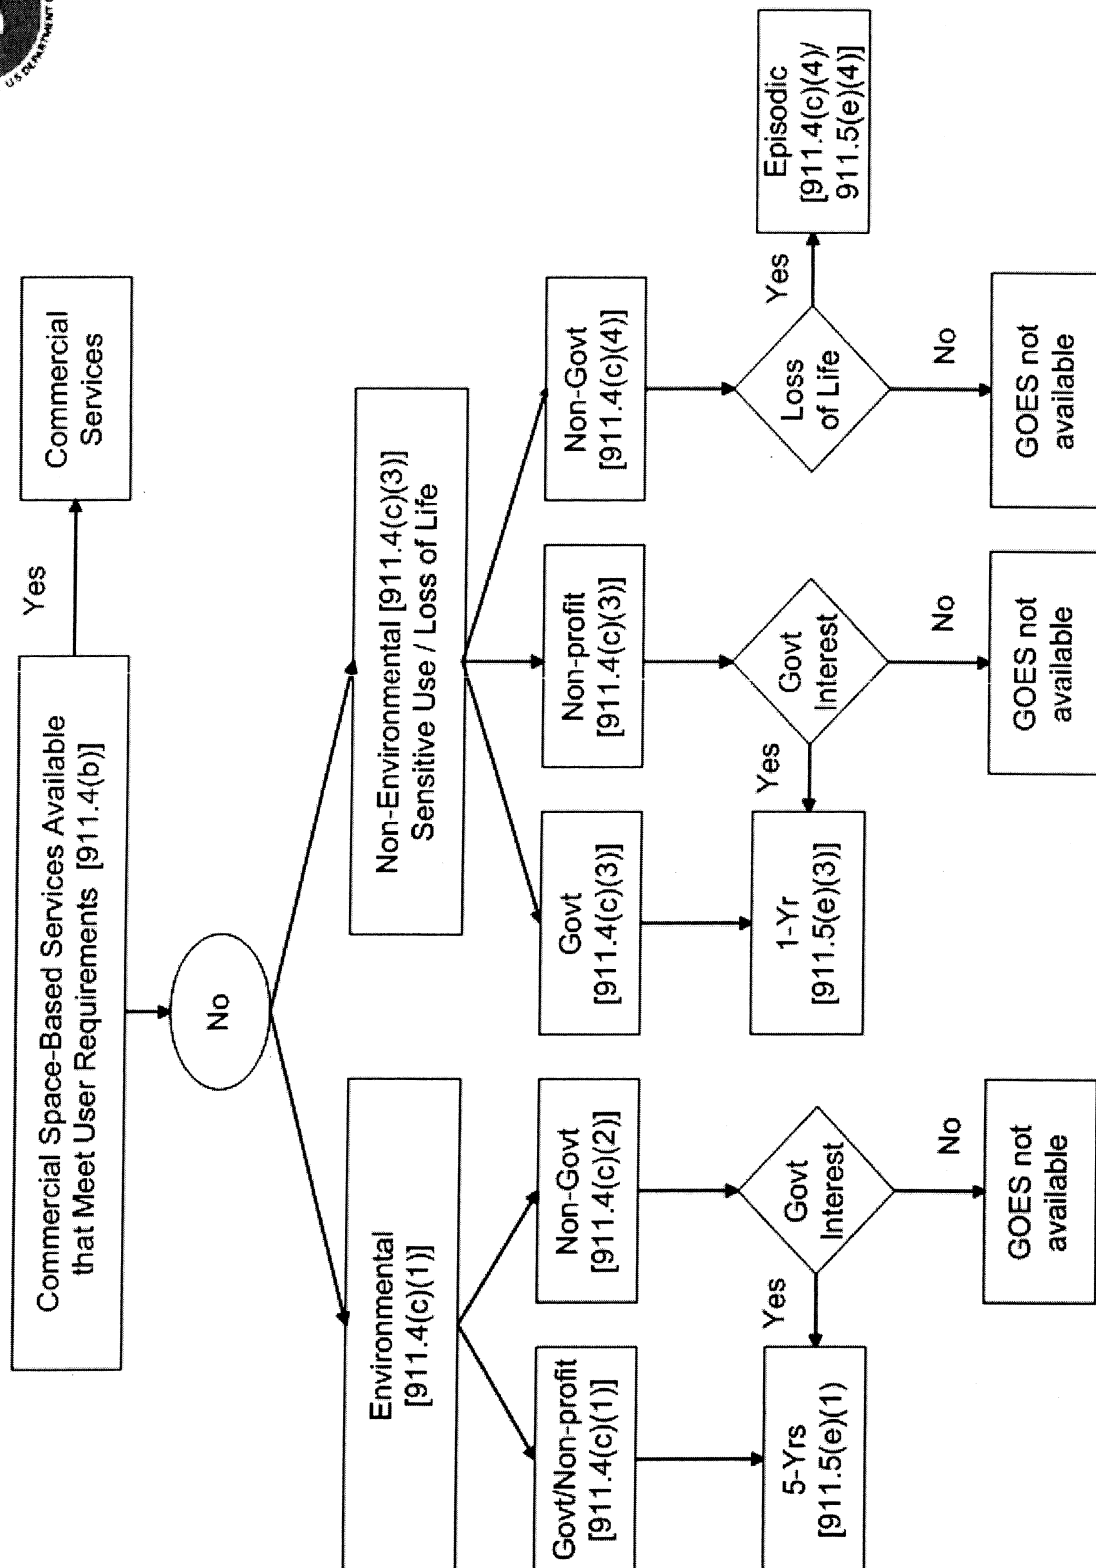 U.S. DEPARTMENT
Commercial Space-Based Services Available
that Meet User Requirements [911.4(b)]
Yes
Commercial
Services
No
Environmental
[911.4(c)(1)]
Non-Environmental [911.4(c)(3)]
Sensitive Use / Loss of Life
Govt/Non-profit
[911.4(c)(1)]
Non-Govt
[911.4(c)(2)]
Govt
[911.4(c)(3)]
Non-profit
[911.4(c)(3)]
Non-Govt
[911.4(c)(4)]
5-Yrs
[911.5(e)(1)
Yes
Govt
Interest
No
GOES not
available
1-Yr
[911.5(e)(3)]
Yes
Govt
Interest
No
GOES not
available
Loss
of Life
Yes
Episodic
[911.4(c)(4)/
911.5(e)(4)]
No
GOES not
available